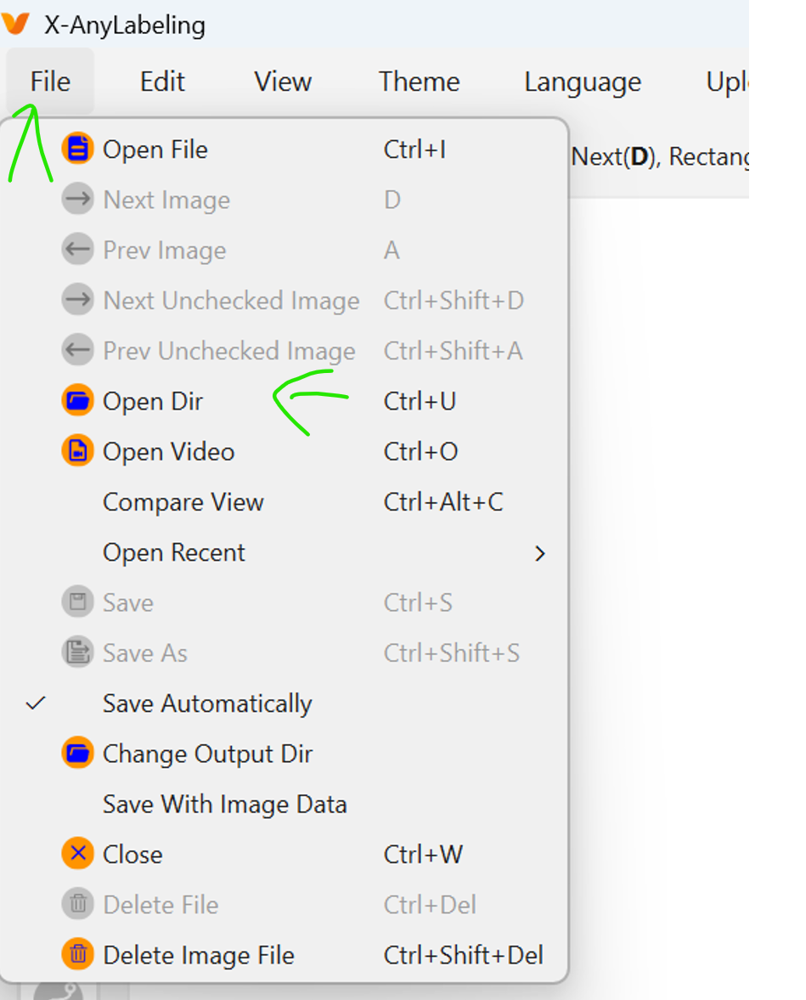 X-AnyLabeling
File Edit View Theme Language
Next(D),
Open File Ctrl+I
Next Image D
Prev Image A
Next Unchecked Image Ctrl+Shift+D
Prev Unchecked Image Ctrl+Shift+A
Open Dir Ctrl+U
Open Video Ctrl+O
Compare View Ctrl+Alt+C
Open Recent
Save Ctrl+S
Save As Ctrl+Shift+S
Save Automatically
Change Output Dir
Save With Image Data
Close Ctrl+W
Delete File Ctrl+Del
Delete Image File Ctrl+Shift+Del